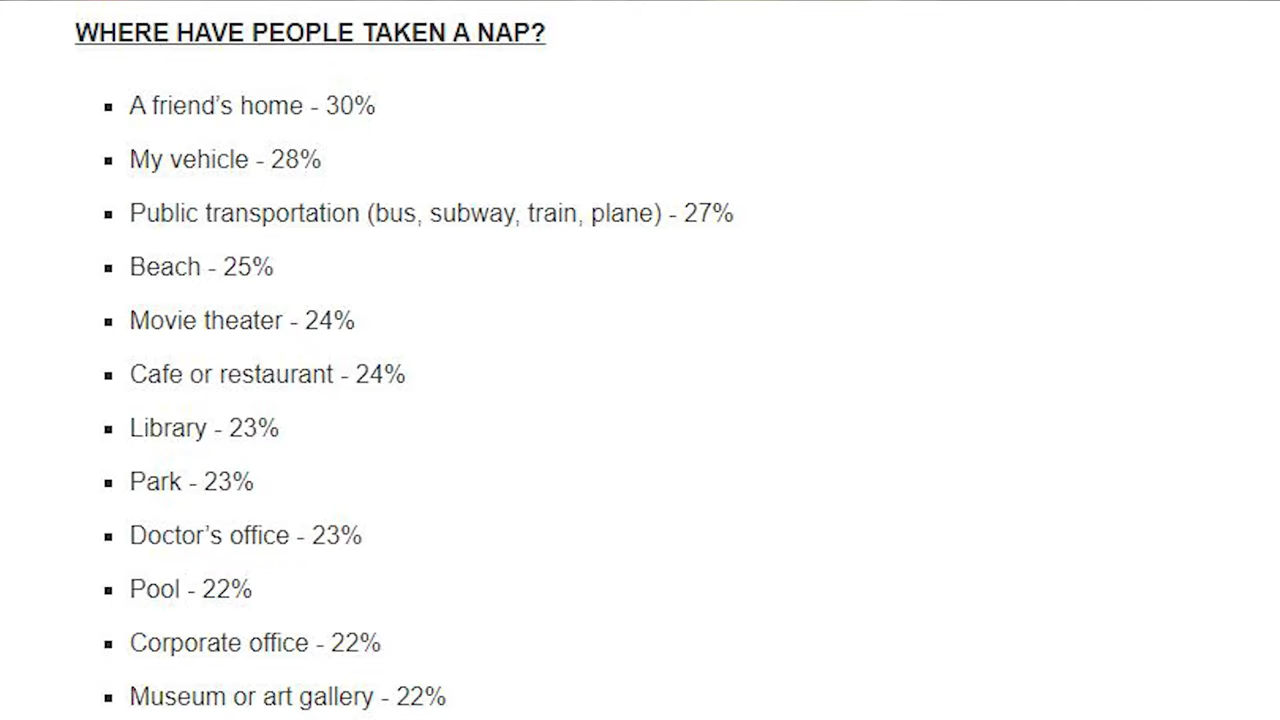 WHERE HAVE PEOPLE TAKEN A NAP?
▪ A friend’s home - 30%
▪ My vehicle - 28%
▪ Public transportation (bus, subway, train, plane) - 27%
▪ Beach - 25%
▪ Movie theater - 24%
▪ Cafe or restaurant - 24%
▪ Library - 23%
▪ Park - 23%
▪ Doctor’s office - 23%
▪ Pool - 22%
▪ Corporate office - 22%
▪ Museum or art gallery - 22%